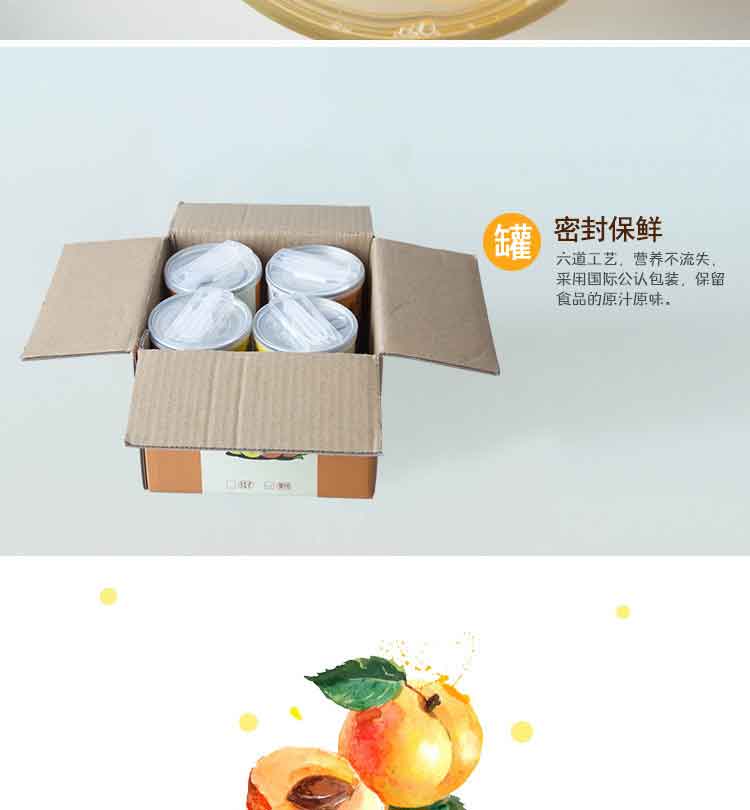 罐
密封保鲜
六道工艺，营养不流失，
采用国际公认包装，保留
食品的原汁原味。